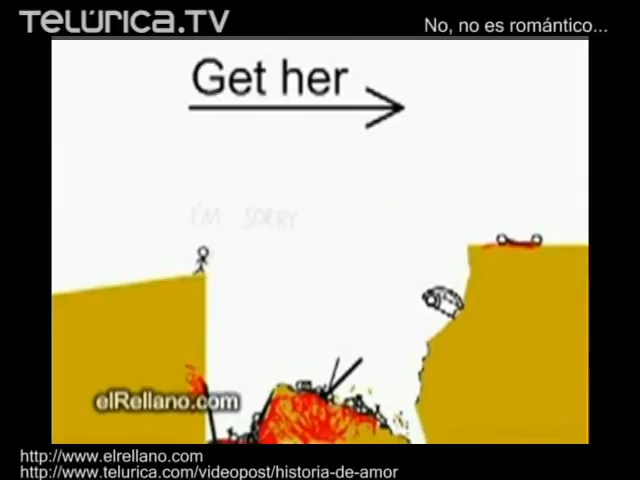 TELÚRICA.TV
No, no es romántico...
Get her
I'M SORRY
elRellano.com
http://www.elrellano.com
http://www.telurica.com/videopost/historia-de-amor